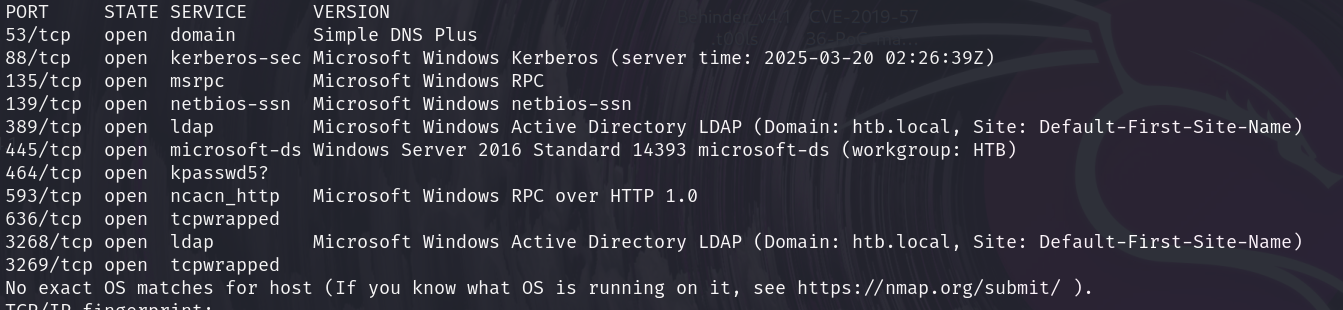 PORT STATE SERVICE VERSION
53/tcp open domain Simple DNS Plus
88/tcp open kerberos-sec Microsoft Windows Kerberos (server time: 2025-03-20 02:26:39Z)
135/tcp open msrpc Microsoft Windows RPC
139/tcp open netbios-ssn Microsoft Windows netbios-ssn
389/tcp open ldap Microsoft Windows Active Directory LDAP (Domain: htb.local, Site: Default-First-Site-Name)
445/tcp open microsoft-ds Windows Server 2016 Standard 14393 microsoft-ds (workgroup: HTB)
464/tcp open kpasswd5?
593/tcp open ncacn_http Microsoft Windows RPC over HTTP 1.0
636/tcp open tcpwrapped
3268/tcp open ldap Microsoft Windows Active Directory LDAP (Domain: htb.local, Site: Default-First-Site-Name)
3269/tcp open tcpwrapped
No exact OS matches for host (If you know what OS is running on it, see https://nmap.org/submit/ ).
TCP/IP fingerprint: